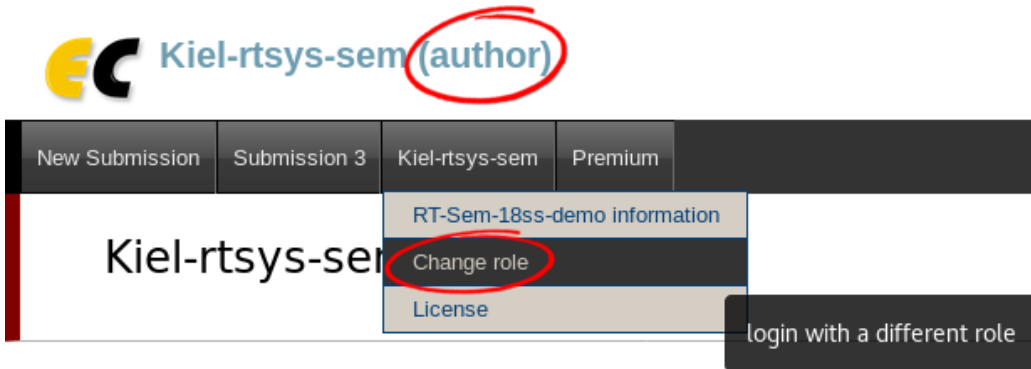 EC
Kiel-rtsys-sem (author)
New Submission
Submission 3
Kiel-rtsys-sem
Premium
RT-Sem-18ss-demo information
Kiel-rtsys-se
Change role
License
login with a different role